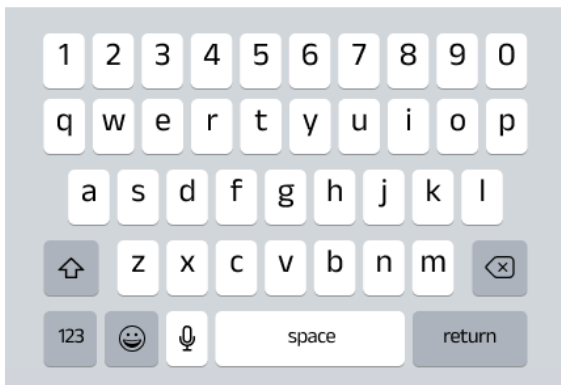 1 2 3 4 5 6 7 8 9 0
q w e r t y u i o p
a s d f g h j k l
z x c v b n m
123 space return